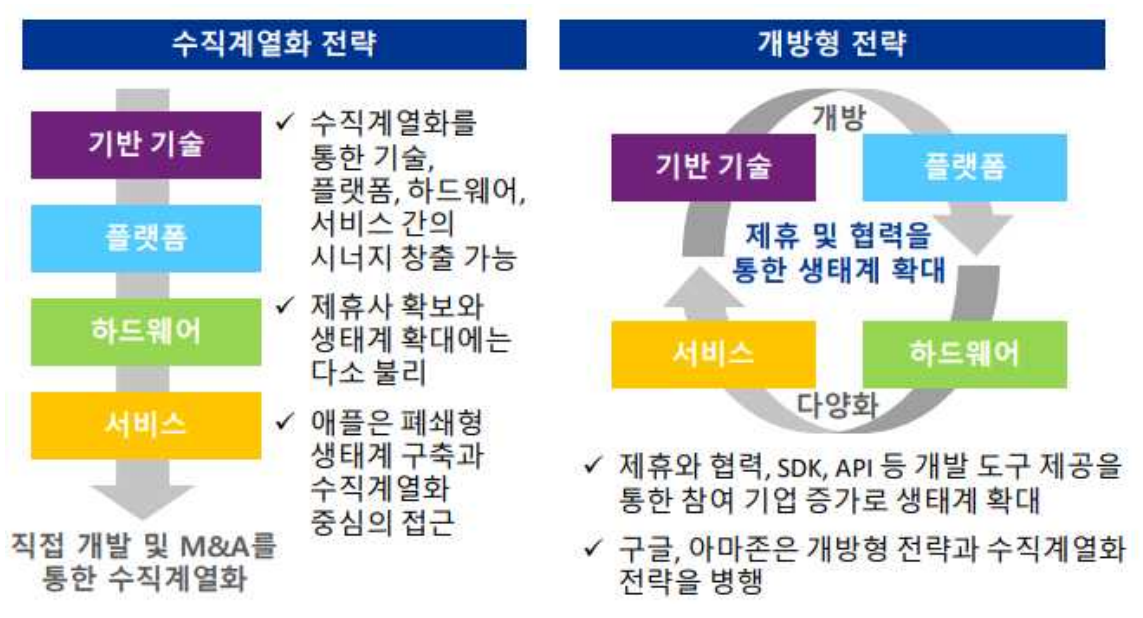 수직계열화 전략
기반 기술
플랫폼
하드웨어
서비스
직접 개발 및 M&A를
통한 수직계열화
✓ 수직계열화를
통한 기술,
플랫폼, 하드웨어,
서비스 간의
시너지 창출 가능
✓ 제휴사 확보와
생태계 확대에는
다소 불리
✓ 애플은 폐쇄형
생태계 구축과
수직계열화
중심의 접근
개방형 전략
개방
기반 기술
플랫폼
제휴 및 협력을
통한 생태계 확대
서비스
하드웨어
다양화
✓ 제휴와 협력, SDK, API 등 개발 도구 제공을
통한 참여 기업 증가로 생태계 확대
✓ 구글, 아마존은 개방형 전략과 수직계열화
전략을 병행